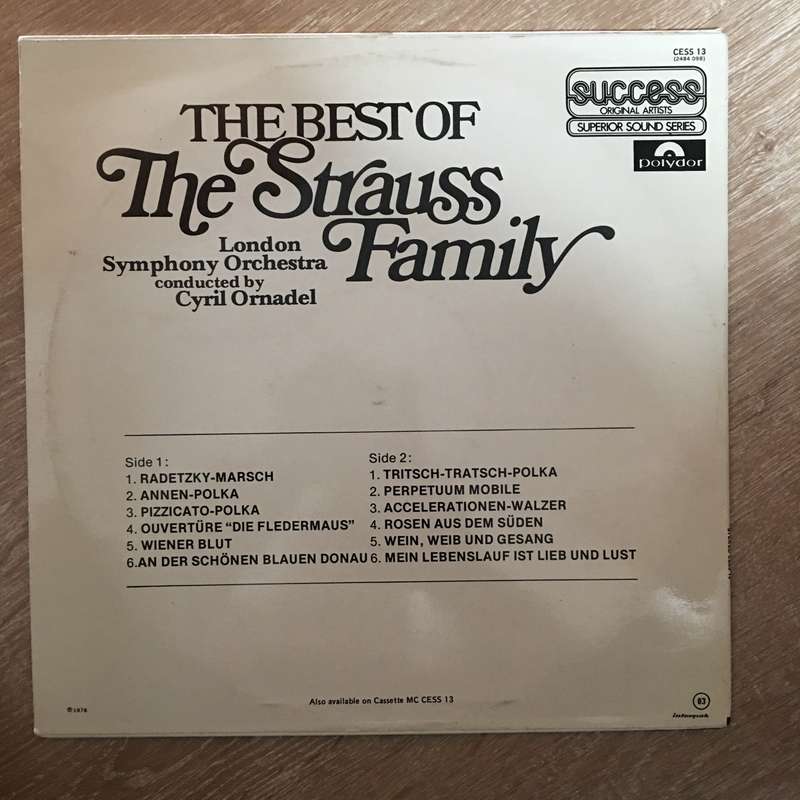 CESS 13
(2484 098)
success
ORIGINAL ARTISTS
SUPERIOR SOUND SERIES
polydor
THE BEST OF
The Strauss
Family
London
Symphony Orchestra
conducted by
Cyril Ornadel
Side 1:
1. RADETZKY-MARSCH
2. ANNEN-POLKA
3. PIZZICATO-POLKA
4. OUVERTÜRE "DIE FLEDERMAUS"
5. WIENER BLUT
6.AN DER SCHÖNEN BLAUEN DONAU
Side 2:
1. TRITSCH-TRATSCH-POLKA
2. PERPETUUM MOBILE
3. ACCELERATIONEN-WALZER
4. ROSEN AUS DEM SÜDEN
5. WEIN, WEIB UND GESANG
6. MEIN LEBENSLAUF IST LIEB UND LUST
Also available on Cassette MC CESS 13
℗ 1978
03
interpak